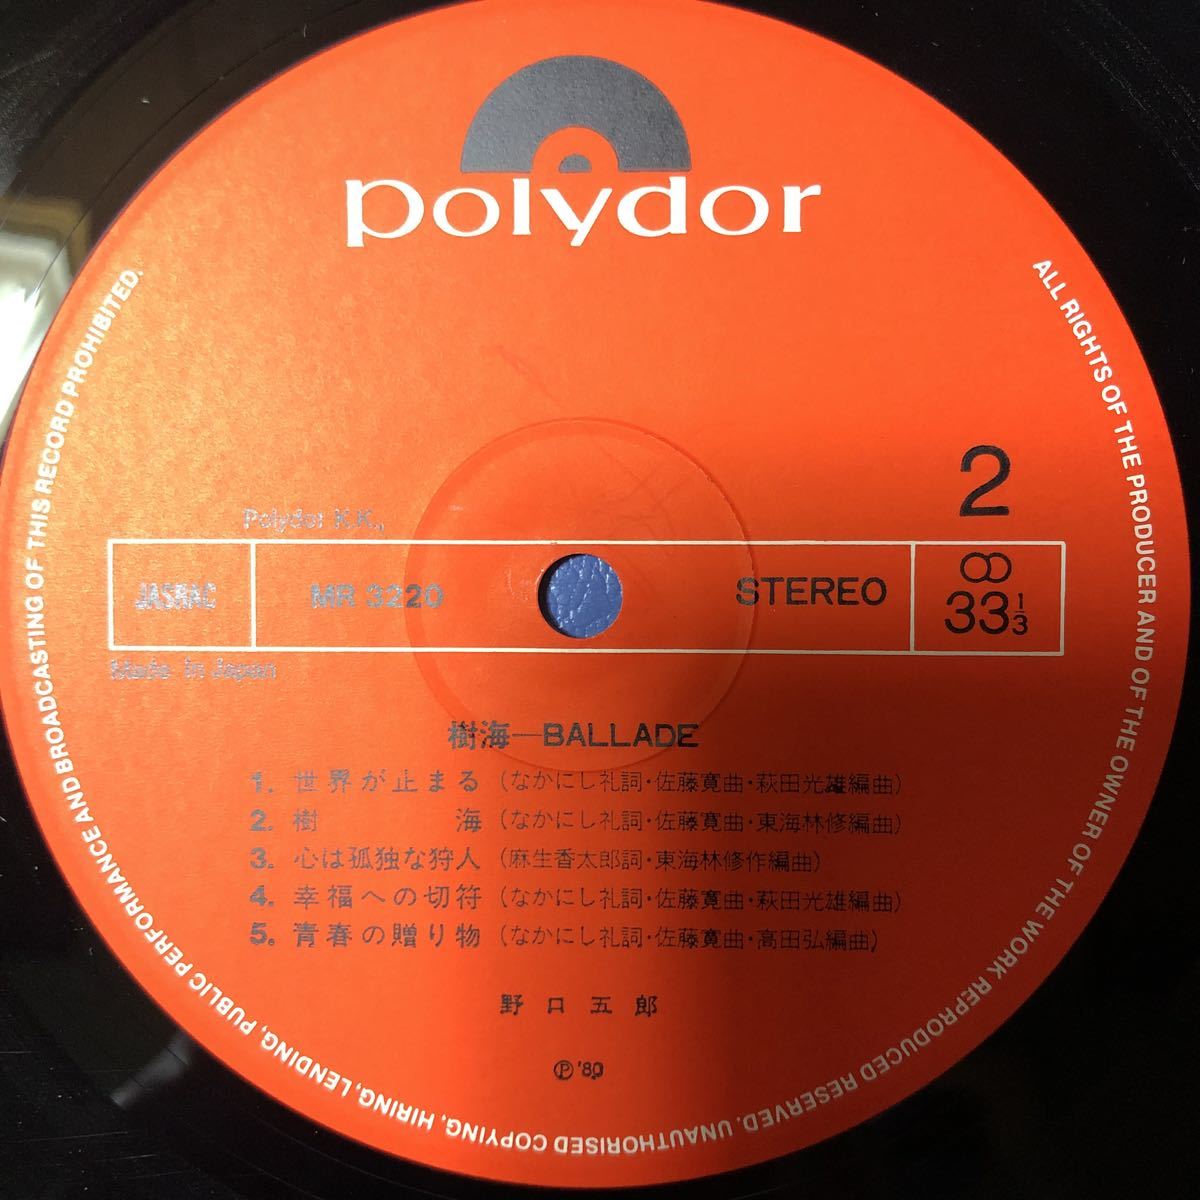 polydor
ALL RIGHTS OF THE PRODUCER AND OF THE OWNER OF THE WORK REPRODUCED RESERVED. UNAUTHORISED COPYING, HIRING, LENDING, PUBLIC PERFORMANCE AND BROADCASTING OF THIS RECORD PROHIBITED.
2
Polydor K.K.,
JASRAC
MR 3220
STEREO
33 1/3
Made in Japan
樹海—BALLADE
1. 世界が止まる (なかにし礼詞・佐藤寛曲・萩田光雄編曲)
2. 樹 海 (なかにし礼詞・佐藤寛曲・東海林修編曲)
3. 心は孤独な狩人 (麻生香太郎詞・東海林修作編曲)
4. 幸福への切符 (なかにし礼詞・佐藤寛曲・萩田光雄編曲)
5. 青春の贈り物 (なかにし礼詞・佐藤寛曲・高田弘編曲)
野口五郎
Ⓟ '80